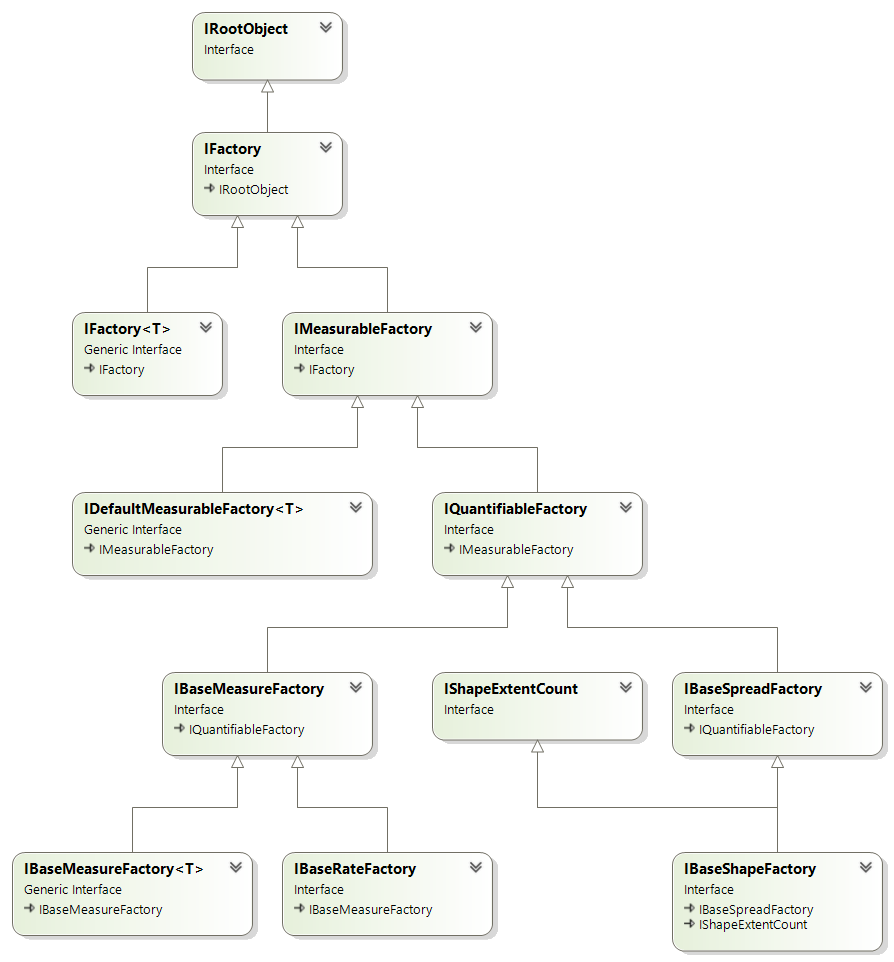 IRootObject
Interface
IFactory
Interface
IRootObject
IFactory<T>
Generic Interface
IFactory
IMeasurableFactory
Interface
IFactory
IDefaultMeasurableFactory<T>
Generic Interface
IMeasurableFactory
IQuantifiableFactory
Interface
IMeasurableFactory
IBaseMeasureFactory
Interface
IQuantifiableFactory
IShapeExtentCount
Interface
IBaseSpreadFactory
Interface
IQuantifiableFactory
IBaseMeasureFactory<T>
Generic Interface
IBaseMeasureFactory
IBaseRateFactory
Interface
IBaseMeasureFactory
IBaseShapeFactory
Interface
IBaseSpreadFactory
IShapeExtentCount